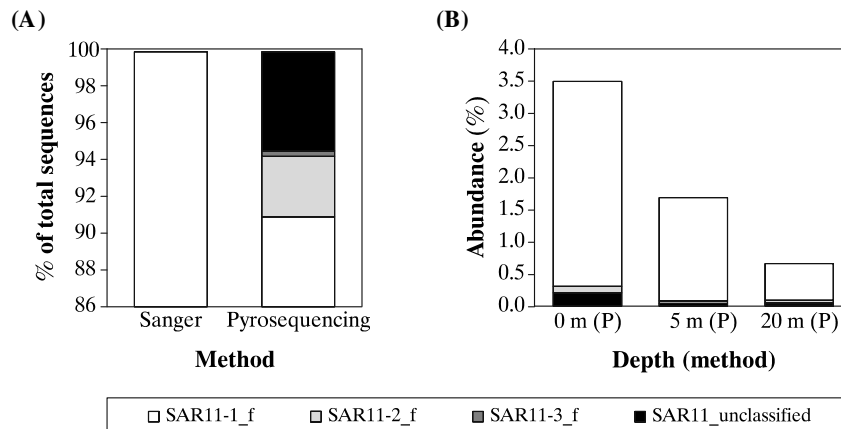 (A)
% of total sequences
100
98
96
94
92
90
88
86
Sanger Pyrosequencing
Method
(B)
Abundance (%)
4.0
3.5
3.0
2.5
2.0
1.5
1.0
0.5
0.0
0 m (P) 5 m (P) 20 m (P)
Depth (method)
SAR11-1_f SAR11-2_f SAR11-3_f SAR11_unclassified